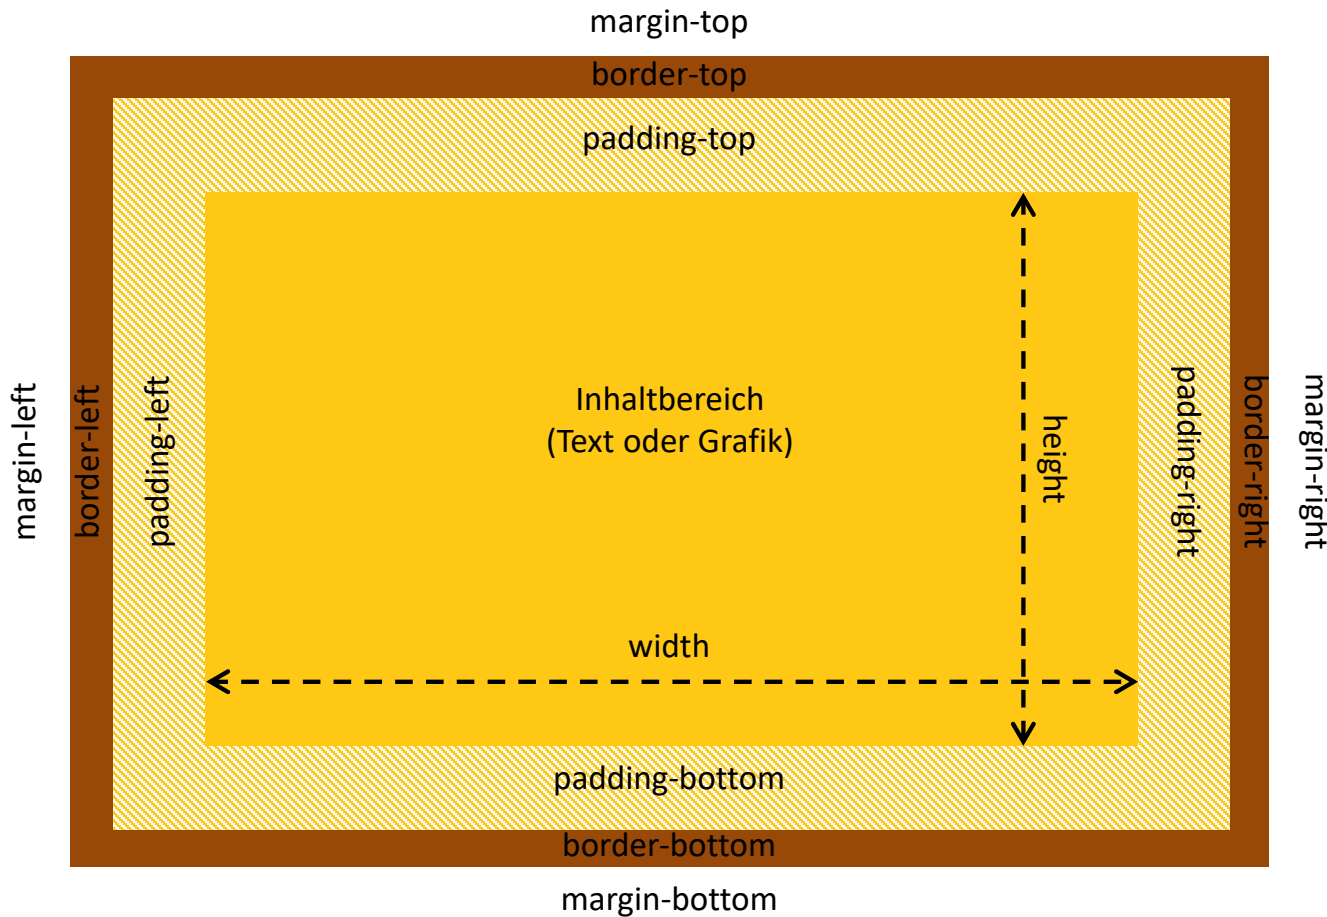 margin-top
border-top
padding-top
margin-left
border-left
padding-left
Inhaltbereich
(Text oder Grafik)
height
padding-right
border-right
margin-right
width
padding-bottom
border-bottom
margin-bottom